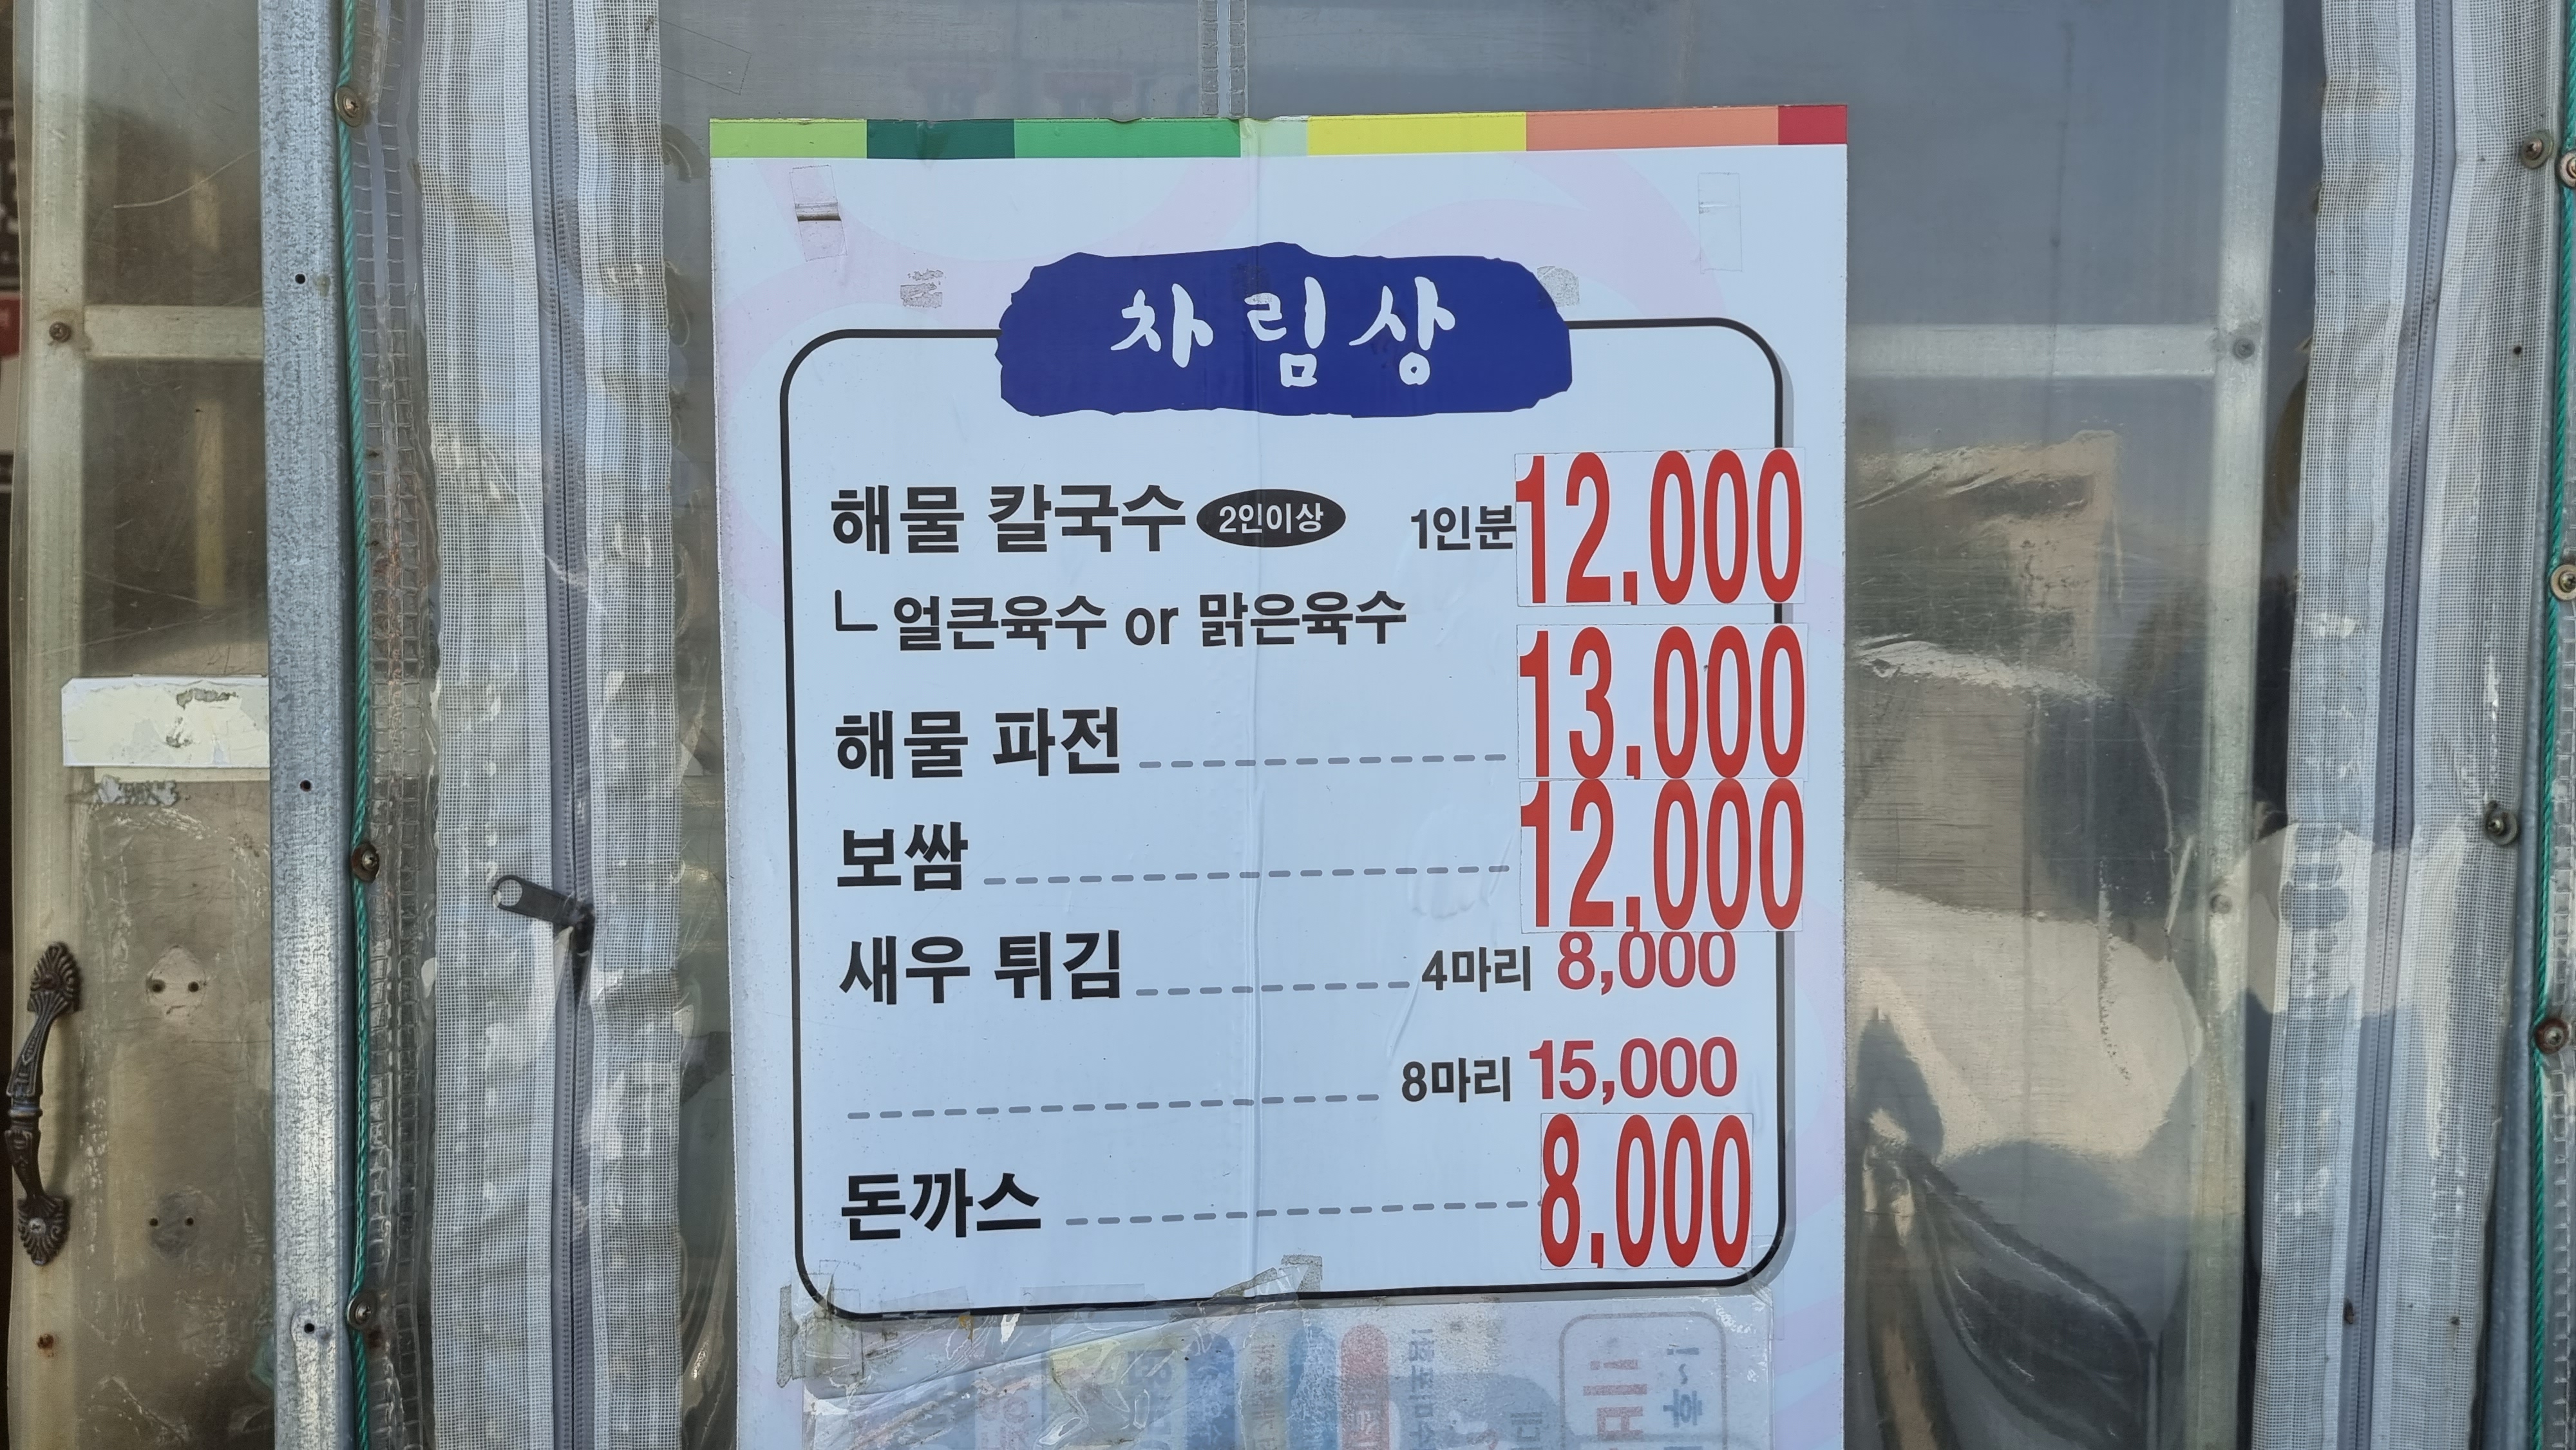 차림상
해물 칼국수 2인이상 1인분 12,000
ㄴ 얼큰육수 or 맑은육수
해물 파전 13,000
보쌈 12,000
새우 튀김 4마리 8,000
8마리 15,000
돈까스 8,000